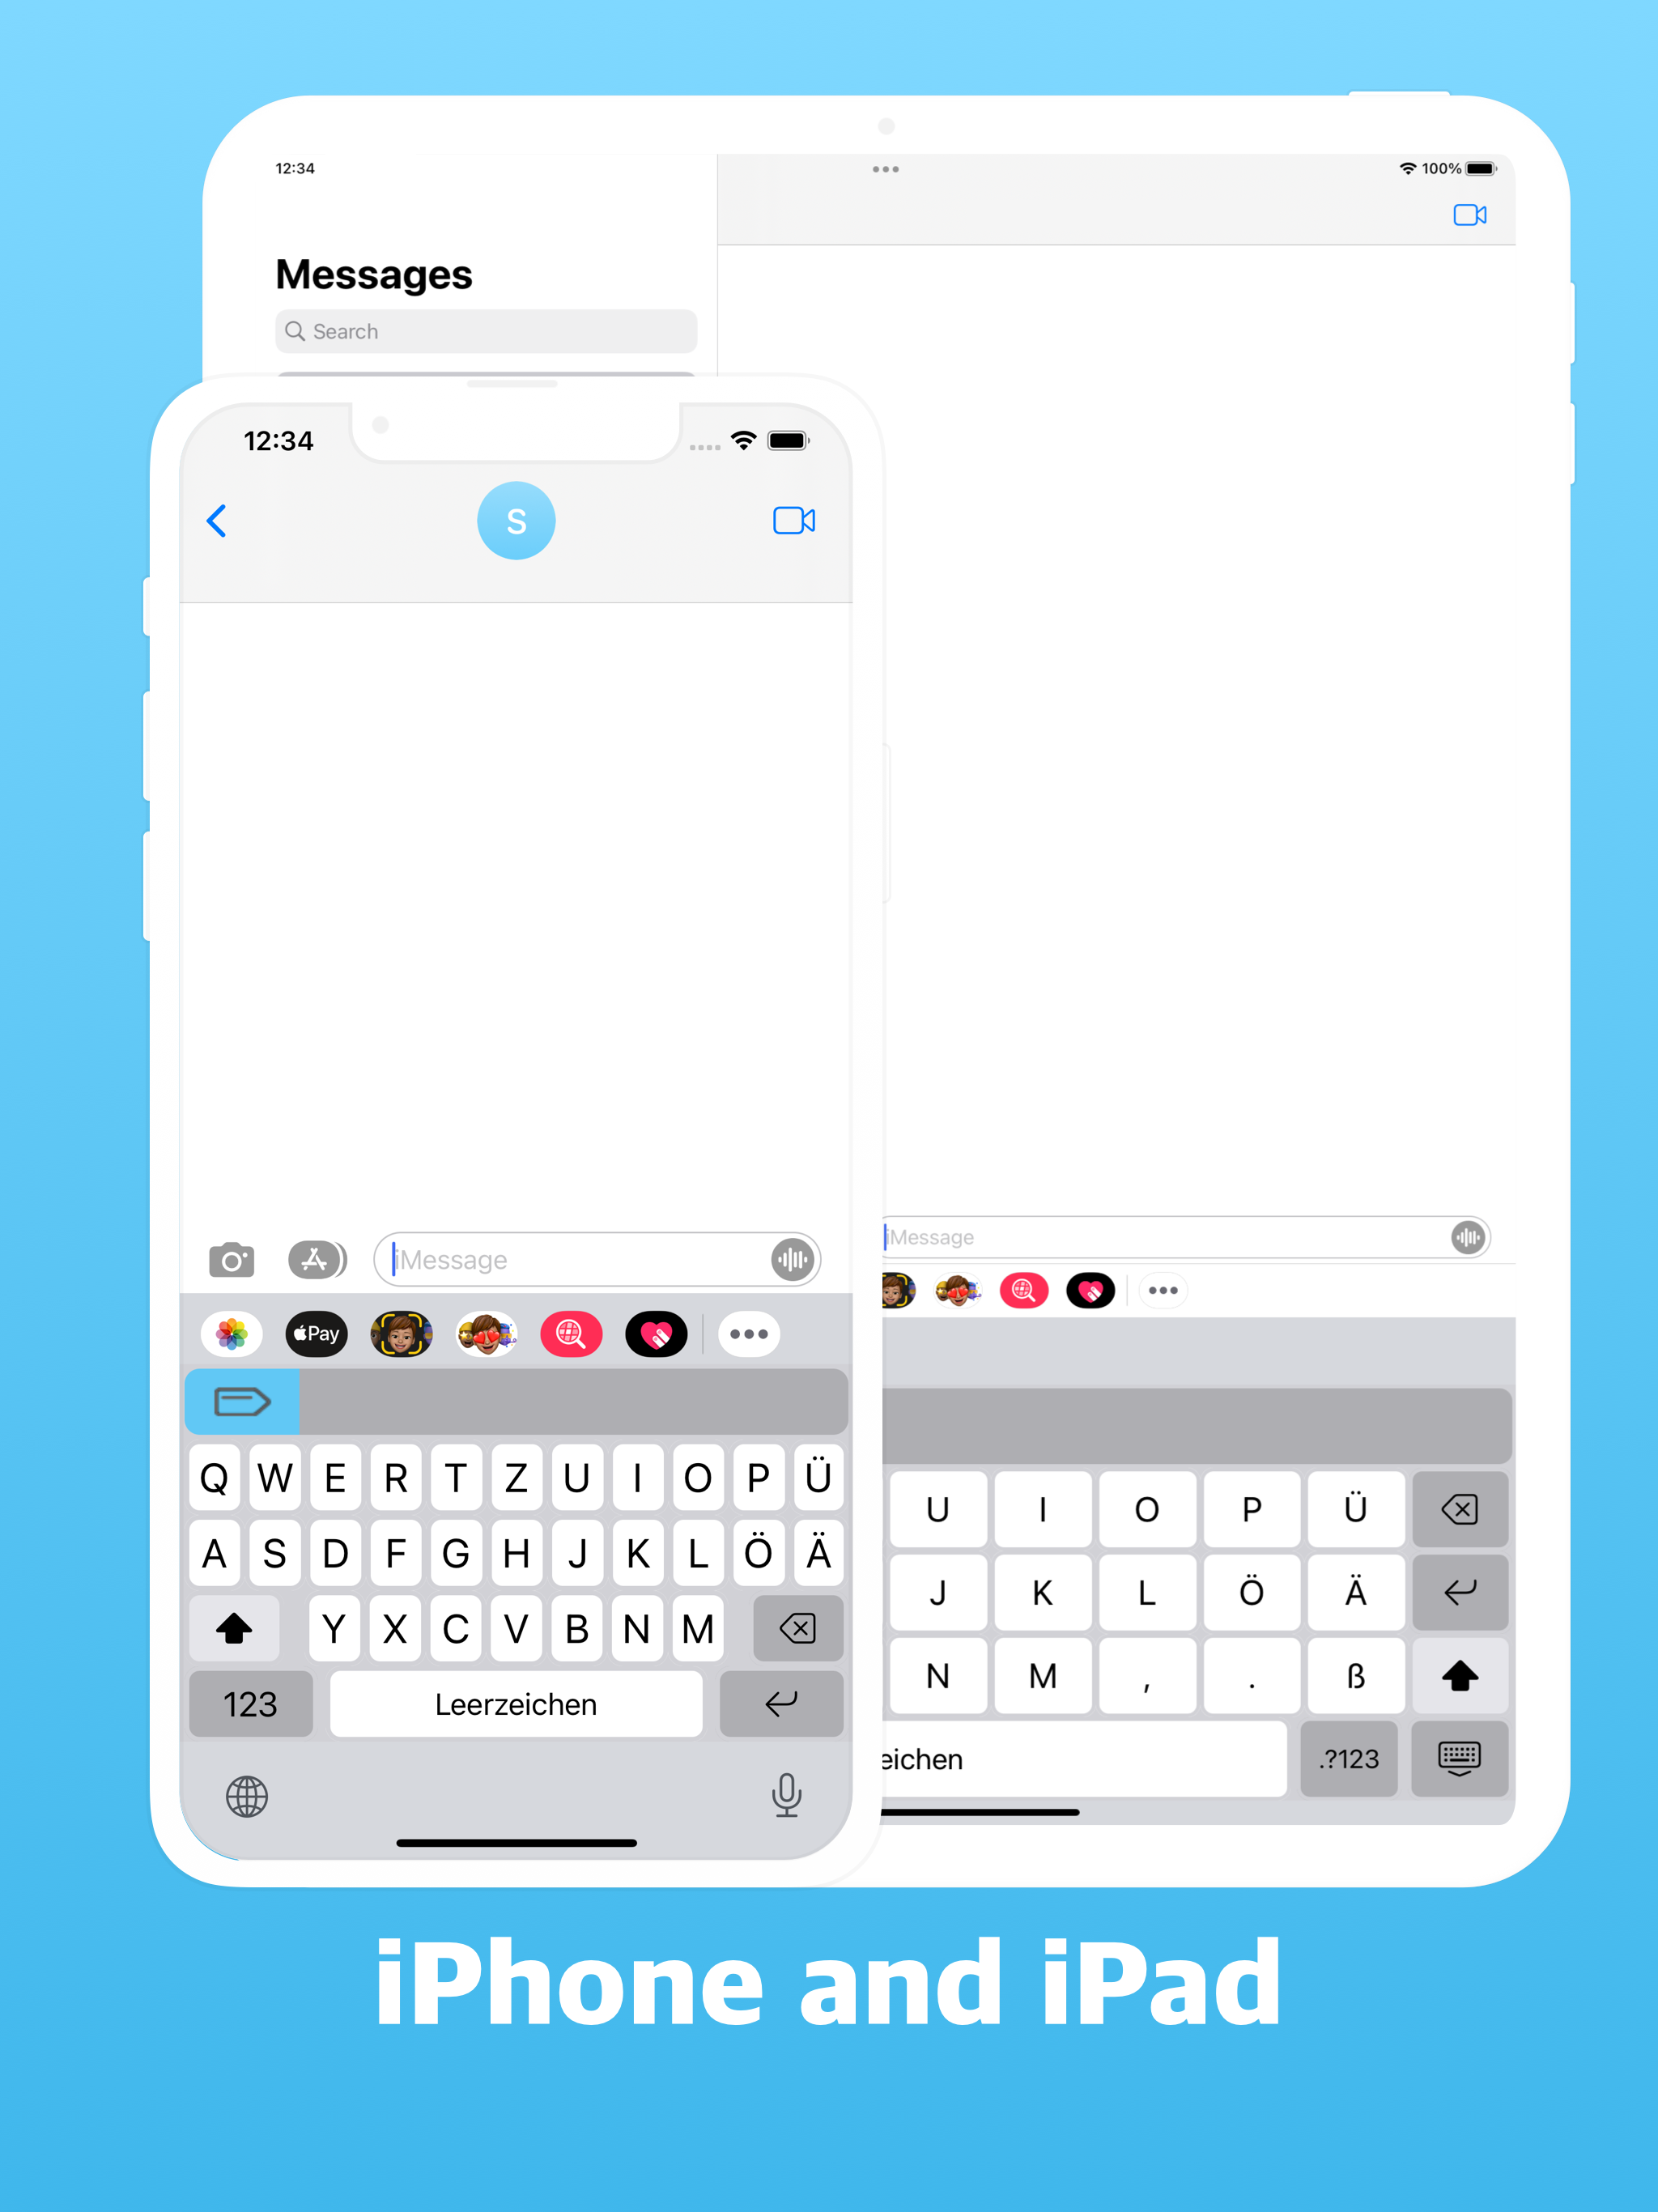 12:34
100%
Messages
Search
12:34
S
iMessage
iMessage
Pay
Q W E R T Z U I O P Ü
A S D F G H J K L Ö Ä
Y X C V B N M
123 Leerzeichen
U I O P Ü
J K L Ö Ä
N M , . ß
eichen .?123
iPhone and iPad